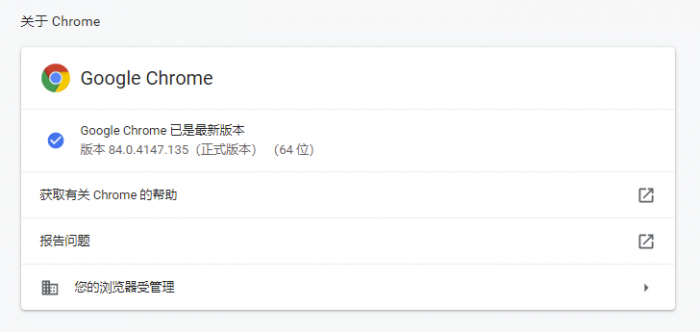 关于 Chrome
Google Chrome
Google Chrome 已是最新版本
版本 84.0.4147.135（正式版本） （64 位）
获取有关 Chrome 的帮助
报告问题
您的浏览器受管理